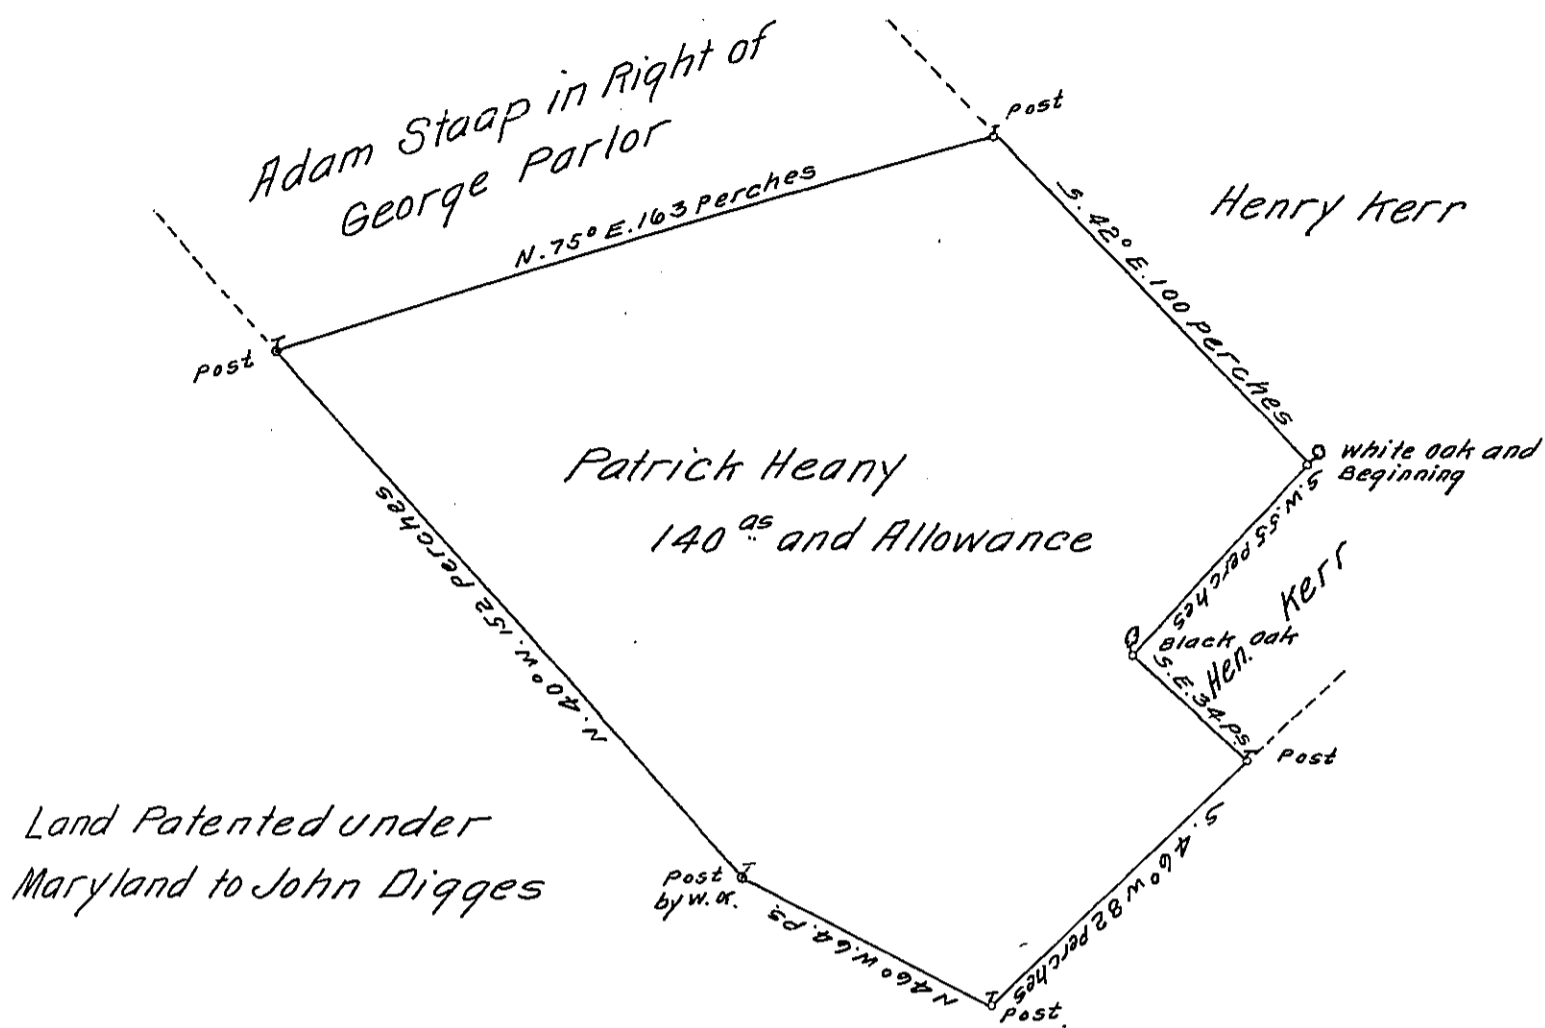 Adam Staap in Right of
George Parlor
Post
N. 75° E. 163 Perches
S. 42° E. 100 Perches
Henry Kerr
Post
White Oak and
Beginning
Patrick Heany
140 as and Allowance
S. W. 55 perches
N. 40° W. 152 Perches
Black Oak
Hen. Kerr
S. E. 34 ps.
Post
Land Patented under
Maryland to John Digges
S. 46° W 82 perches
Post
by W. O.
N 46° W. 64. Ps.
Post.